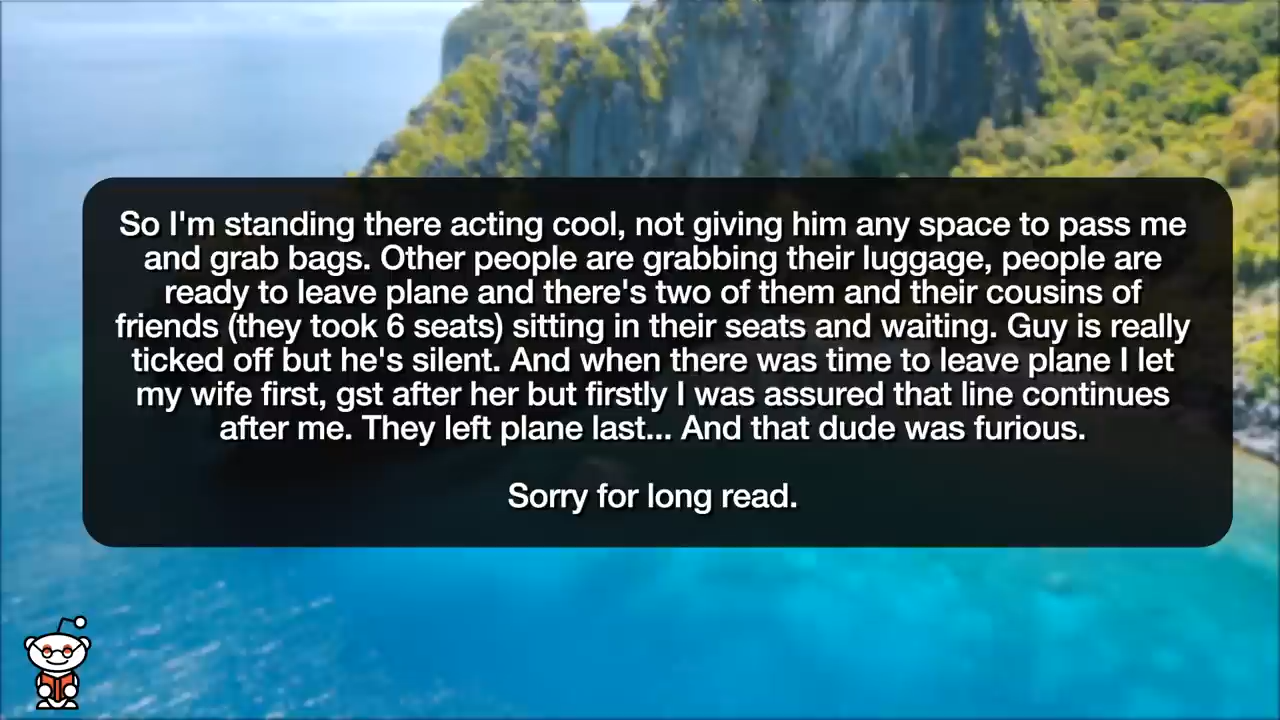 So I'm standing there acting cool, not giving him any space to pass me
and grab bags. Other people are grabbing their luggage, people are
ready to leave plane and there's two of them and their cousins of
friends (they took 6 seats) sitting in their seats and waiting. Guy is really
ticked off but he's silent. And when there was time to leave plane I let
my wife first, gst after her but firstly I was assured that line continues
after me. They left plane last... And that dude was furious.
Sorry for long read.